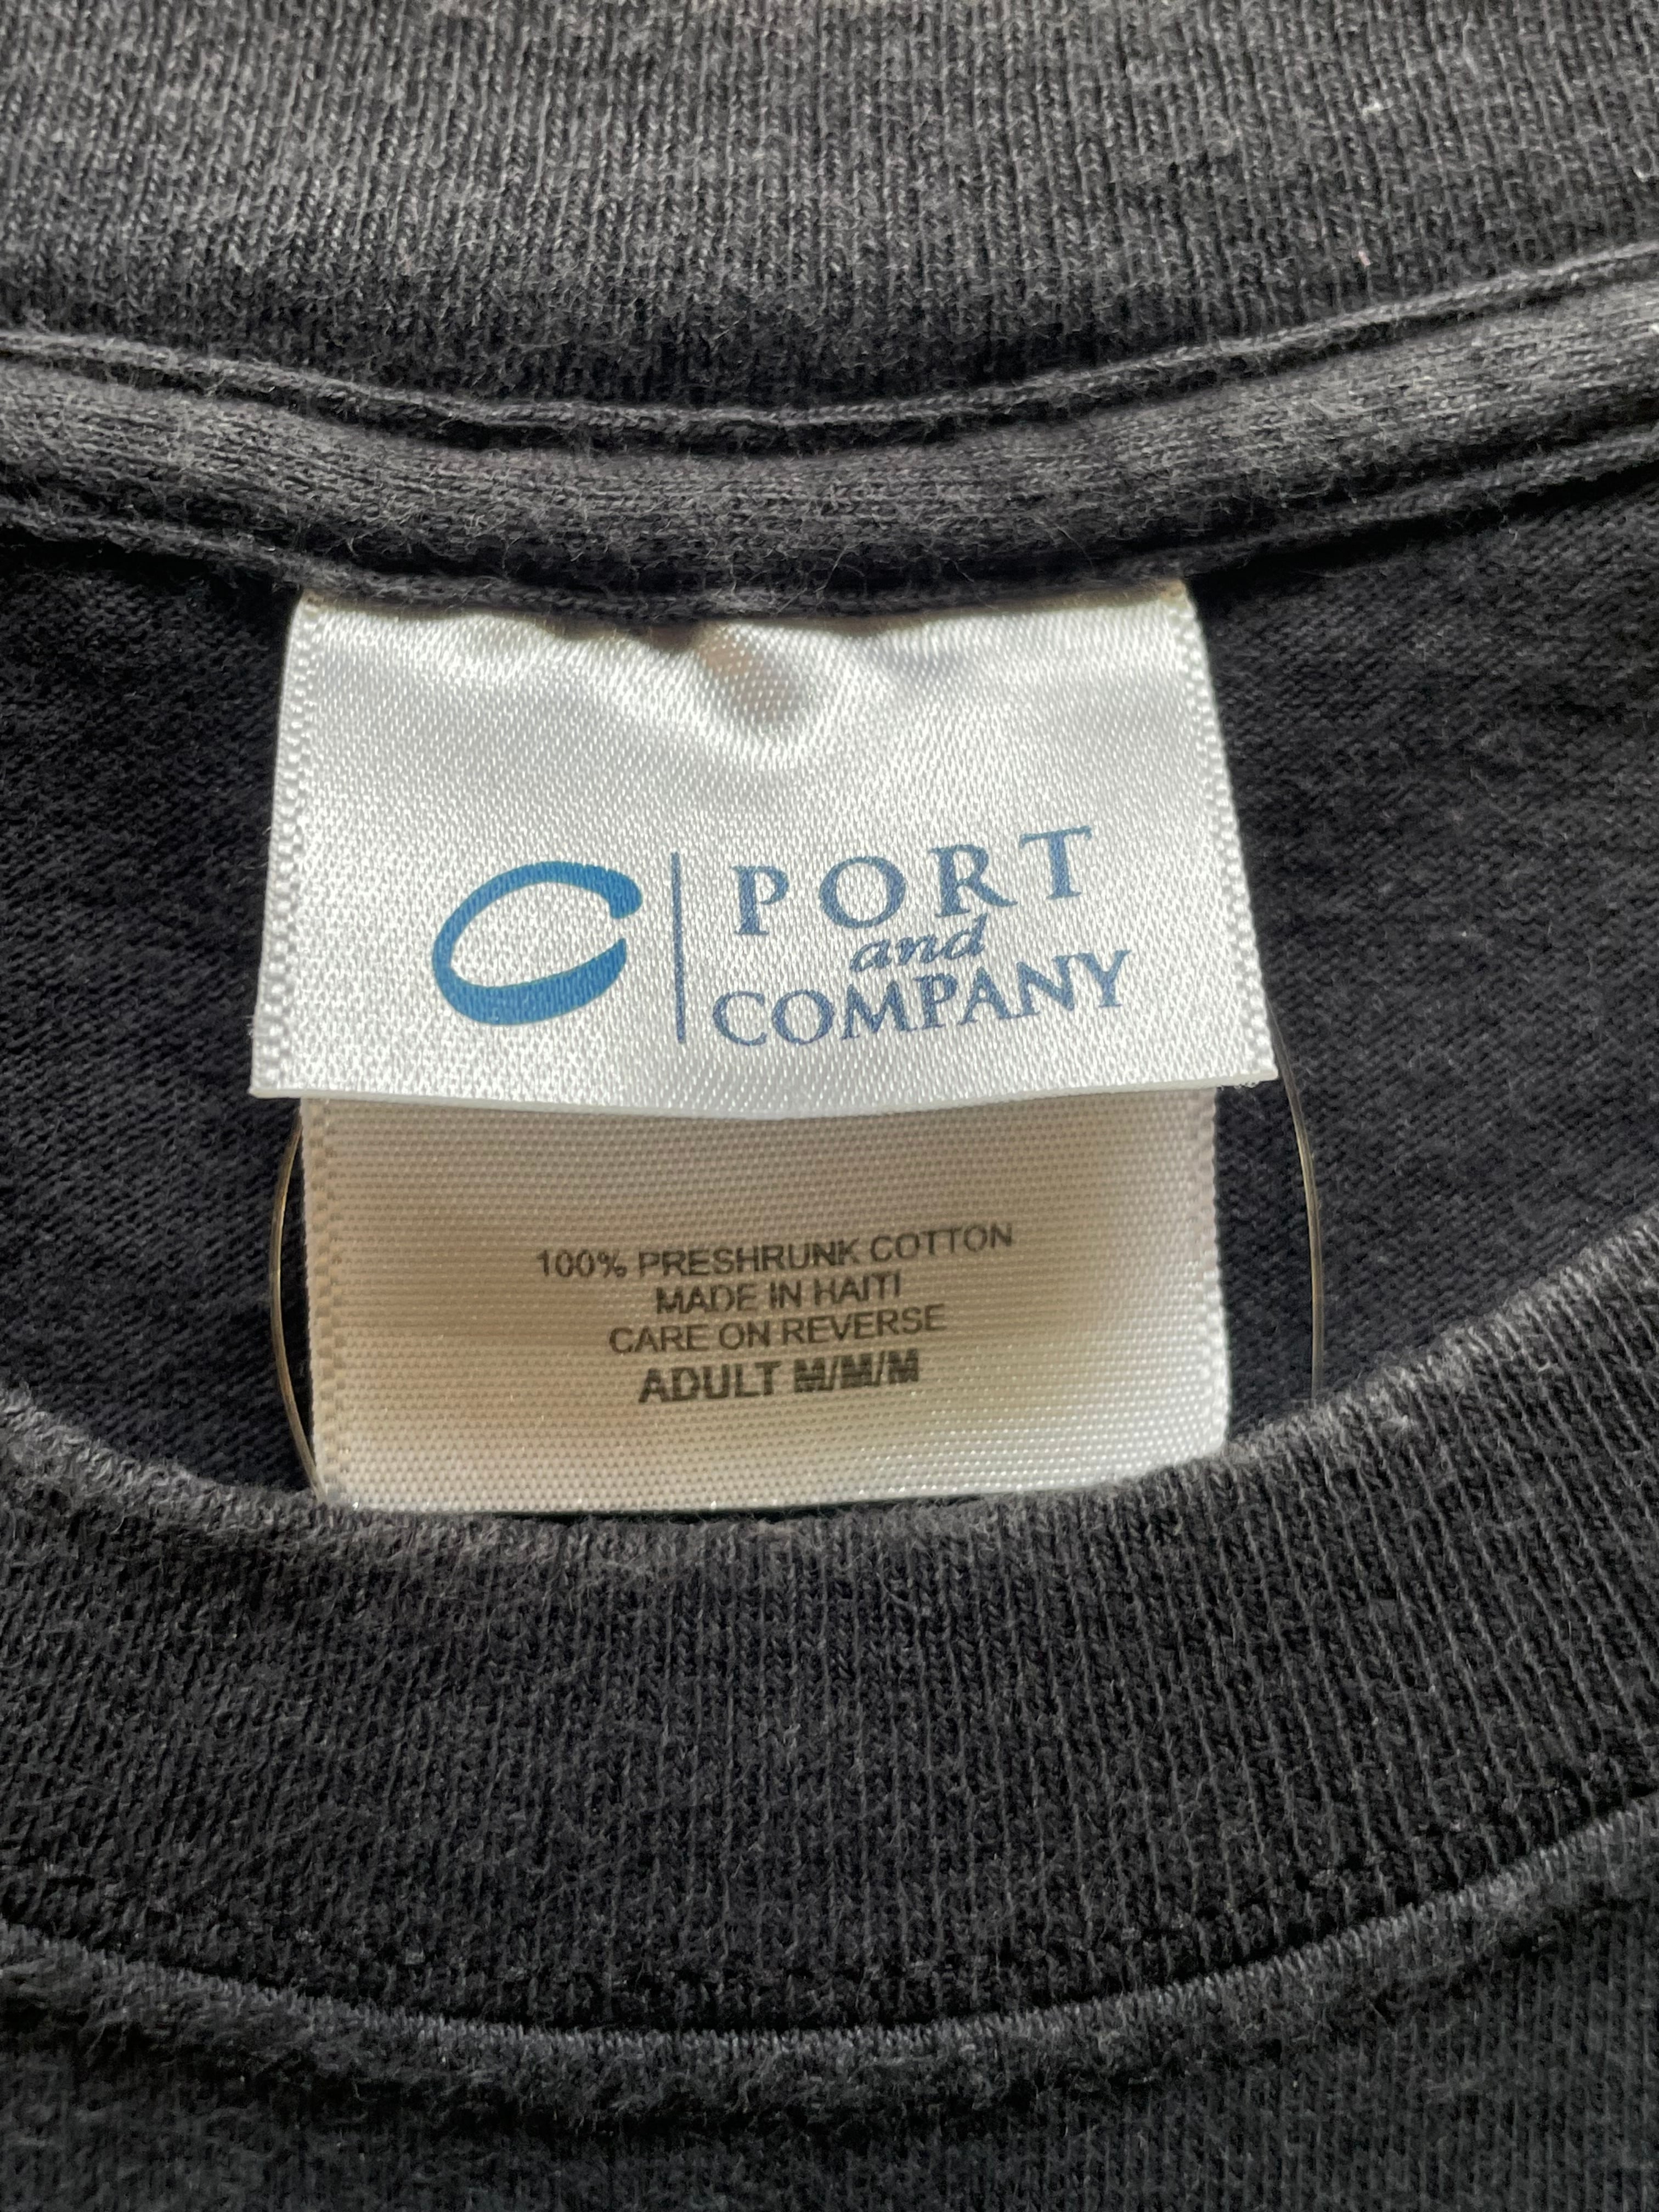 PORT
and
COMPANY
100% PRESHRUNK COTTON
MADE IN HAITI
CARE ON REVERSE
ADULT M/M/M